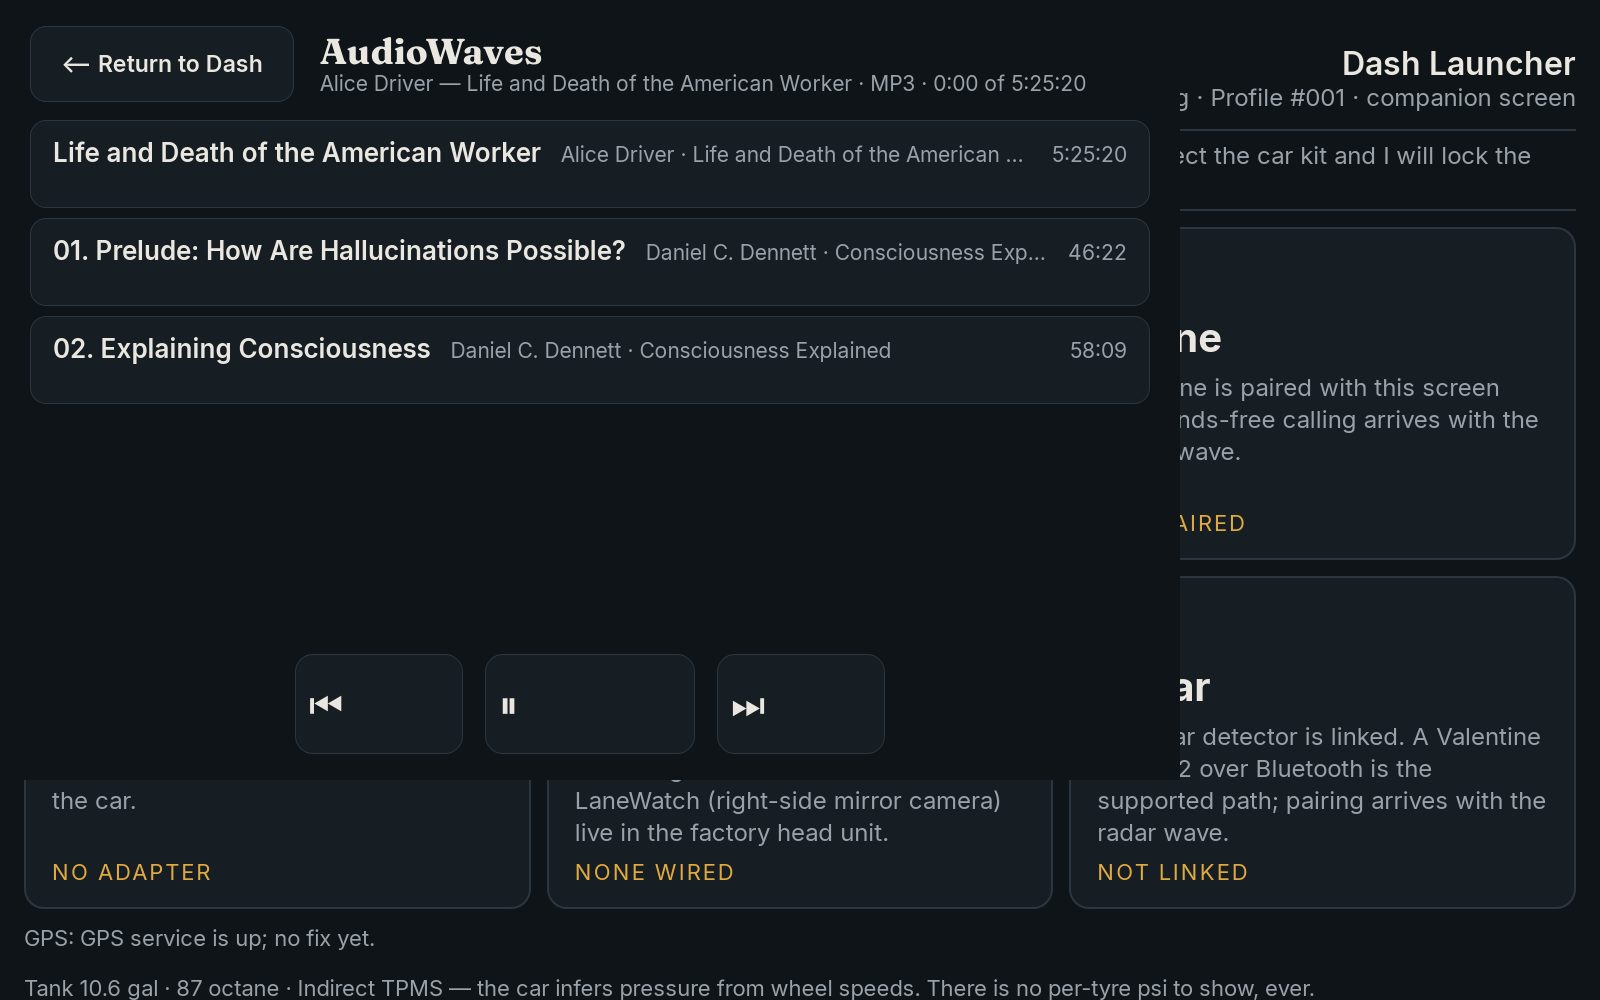 ← Return to Dash
AudioWaves
Alice Driver — Life and Death of the American Worker · MP3 · 0:00 of 5:25:20
Dash Launcher
g · Profile #001 · companion screen
Life and Death of the American Worker Alice Driver · Life and Death of the American ... 5:25:20
ect the car kit and I will lock the
01. Prelude: How Are Hallucinations Possible? Daniel C. Dennett · Consciousness Exp... 46:22
02. Explaining Consciousness Daniel C. Dennett · Consciousness Explained 58:09
ne
ne is paired with this screen
nds-free calling arrives with the
wave.
AIRED
ar
ar detector is linked. A Valentine
2 over Bluetooth is the
supported path; pairing arrives with the
radar wave.
NOT LINKED
the car.
NO ADAPTER
LaneWatch (right-side mirror camera)
live in the factory head unit.
NONE WIRED
GPS: GPS service is up; no fix yet.
Tank 10.6 gal · 87 octane · Indirect TPMS — the car infers pressure from wheel speeds. There is no per-tyre psi to show, ever.